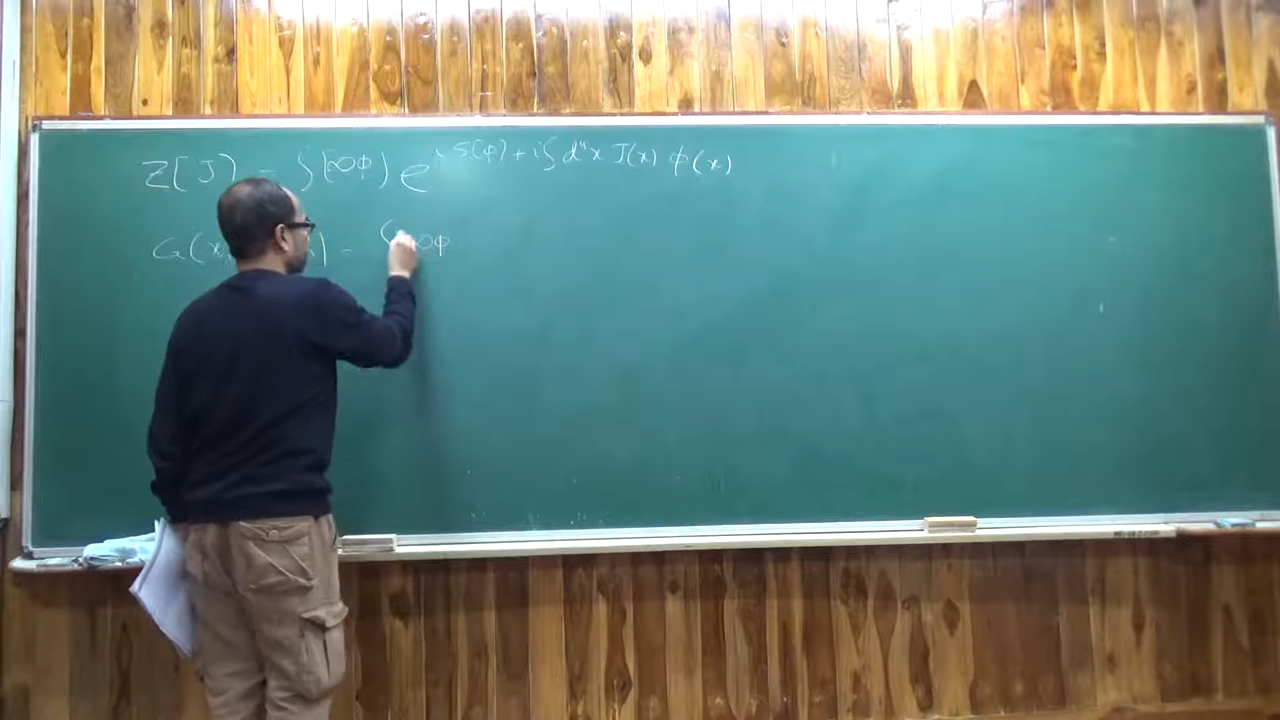 Z[J] = ∫[𝒟φ] e^{i S[φ] + i∫ d⁴x J(x) φ(x)}
G(x ) = 𝒟φ